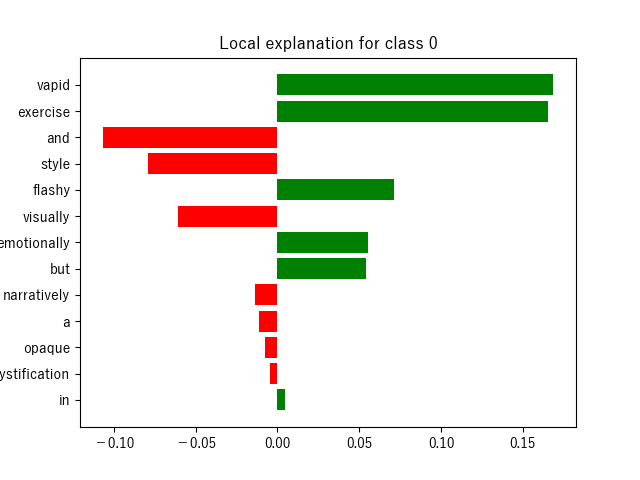 Local explanation for class 0
vapid
exercise
and
style
flashy
visually
emotionally
but
narratively
a
opaque
ystification
in
−0.10 −0.05 0.00 0.05 0.10 0.15